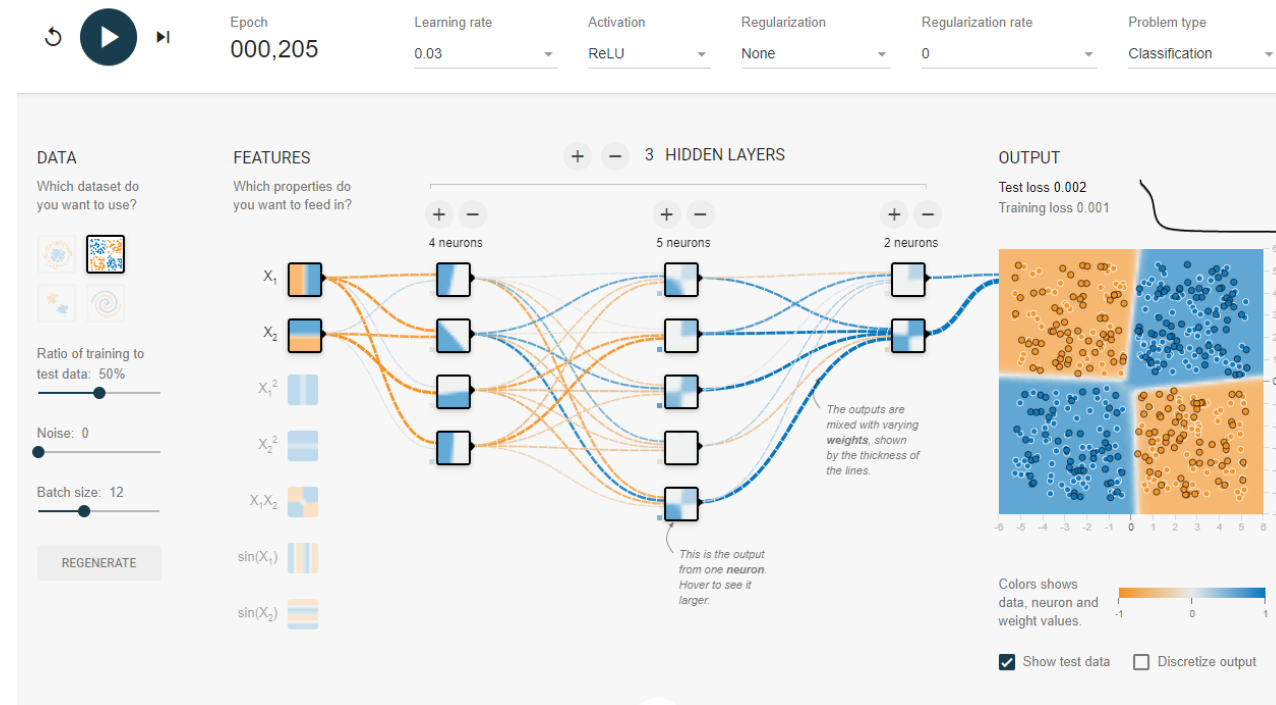 Epoch
000,205
Learning rate
0.03
Activation
ReLU
Regularization
None
Regularization rate
0
Problem type
Classification
DATA
Which dataset do
you want to use?
Ratio of training to
test data: 50%
Noise: 0
Batch size: 12
REGENERATE
FEATURES
Which properties do
you want to feed in?
X₁
X₂
X₁²
X₂²
X₁X₂
sin(X₁)
sin(X₂)
3 HIDDEN LAYERS
4 neurons
5 neurons
2 neurons
The outputs are
mixed with varying
weights, shown
by the thickness of
the lines.
This is the output
from one neuron.
Hover to see it
larger.
OUTPUT
Test loss 0.002
Training loss 0.001
-6 -5 -4 -3 -2 -1 0 1 2 3 4 5 6
Colors shows
data, neuron and
weight values.
-1 0 1
Show test data
Discretize output